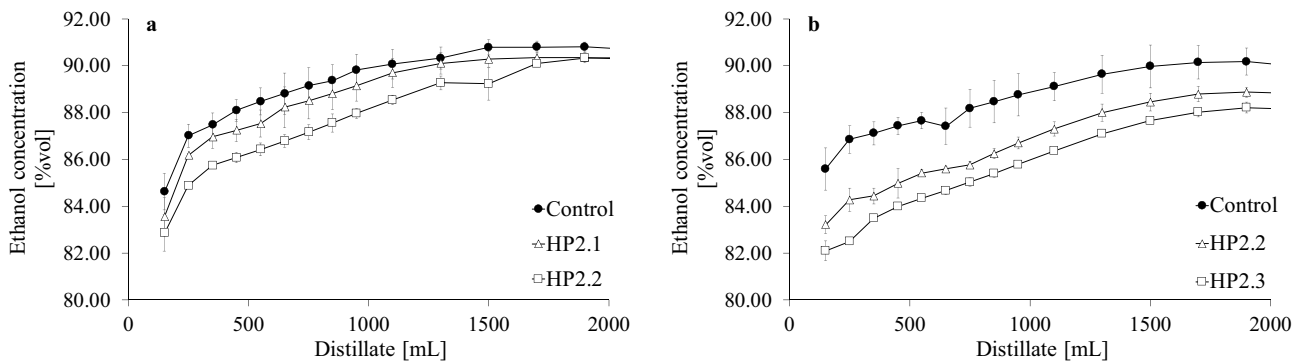 a
92.00
90.00
88.00
86.00
84.00
82.00
80.00
0
500
1000
1500
2000
Ethanol concentration
[%vol]
Distillate [mL]
Control
HP2.1
HP2.2
b
92.00
90.00
88.00
86.00
84.00
82.00
80.00
0
500
1000
1500
2000
Ethanol concentration
[%vol]
Distillate [mL]
Control
HP2.2
HP2.3